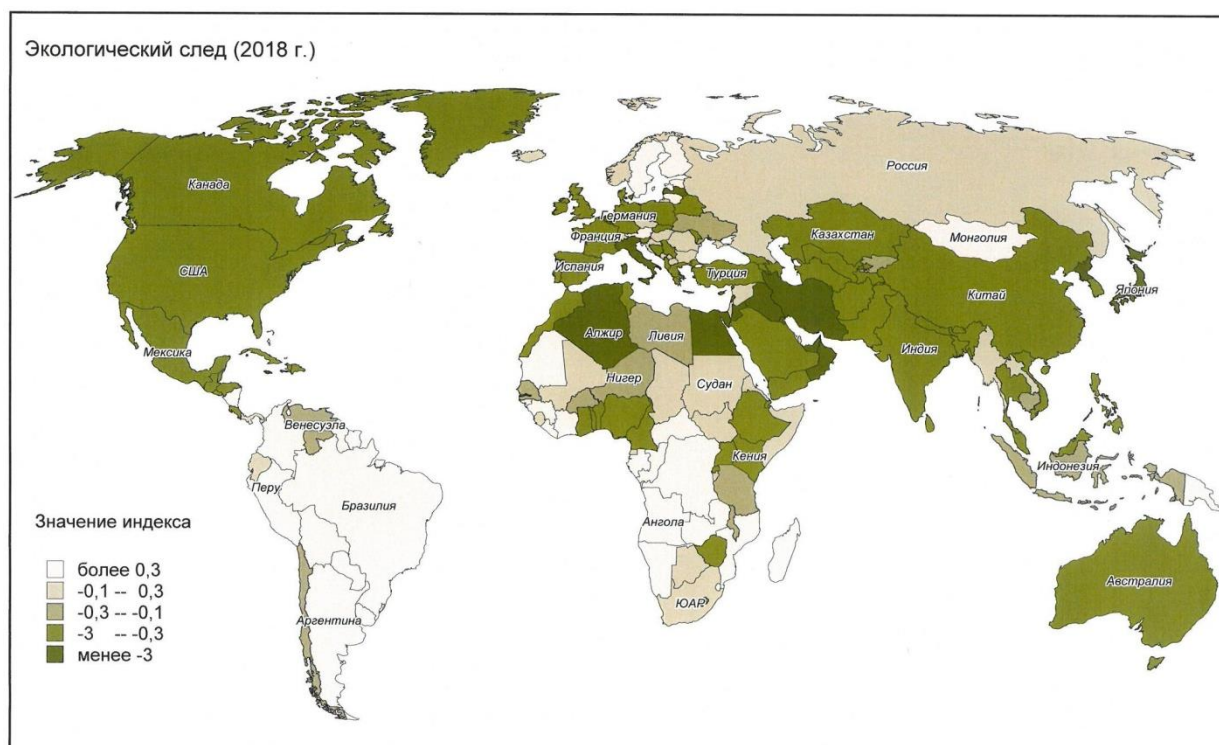 Экологический след (2018 г.)
Россия
Канада
Германия
Казахстан
Монголия
Франция
США
Испания
Турция
Китай
Япония
Алжир
Ливия
Мексика
Индия
Нигер
Судан
Венесуэла
Кения
Индонезия
Перу
Бразилия
Ангола
Австралия
ЮАР
Аргентина
Значение индекса
более 0,3
-0,1 -- 0,3
-0,3 -- -0,1
-3 -- -0,3
менее -3